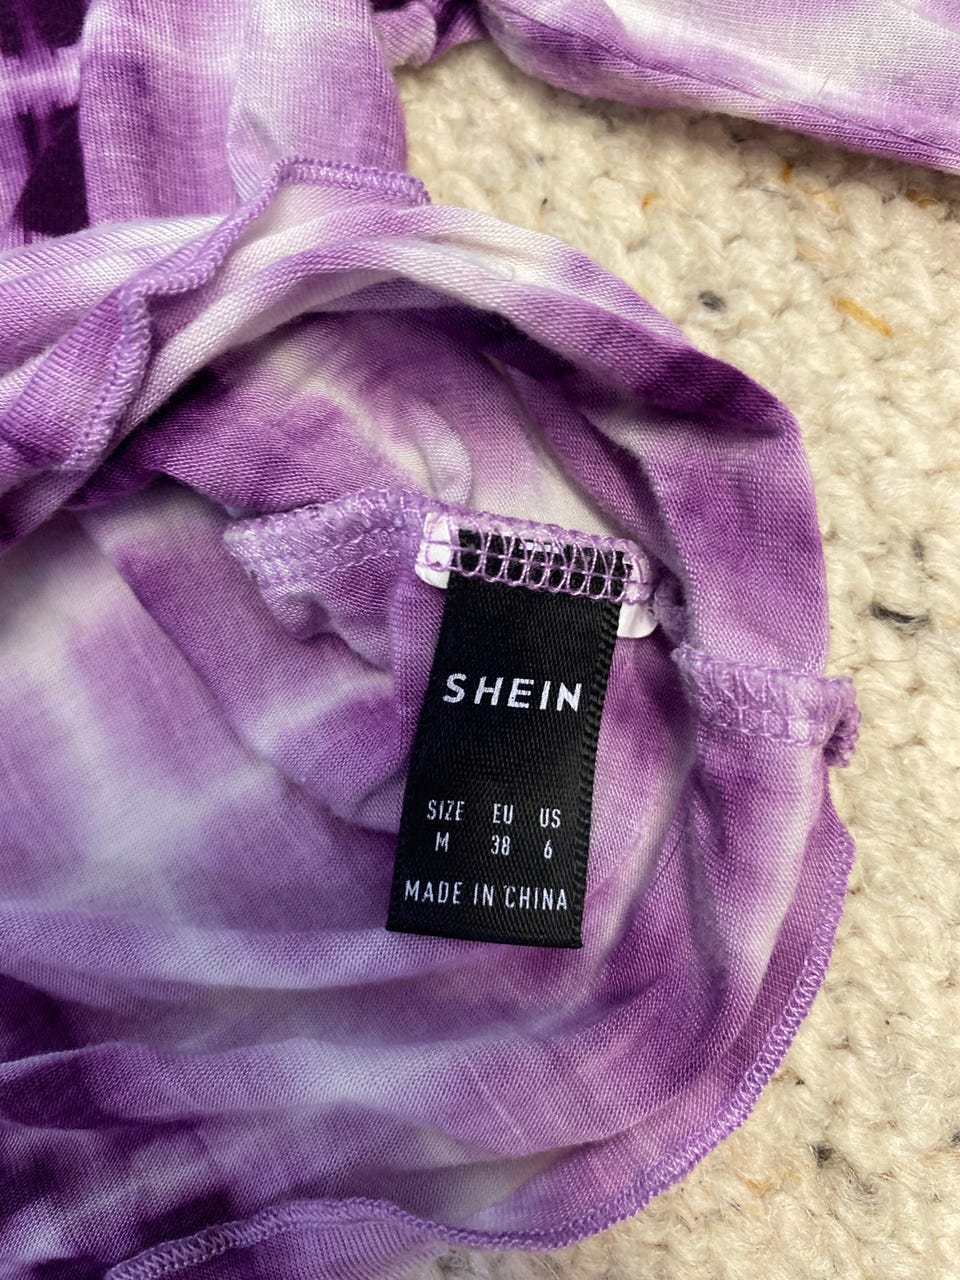 SHEIN
SIZE EU US
M 38 6
MADE IN CHINA